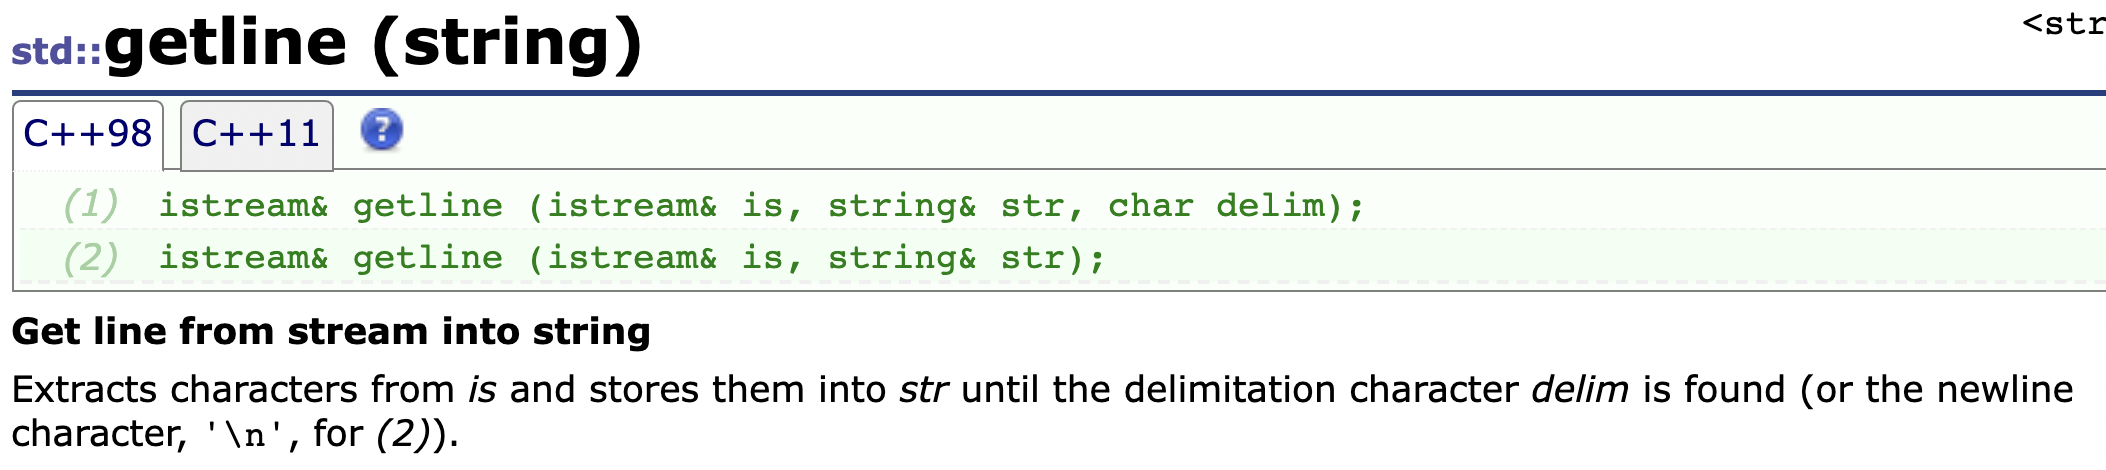 std::getline (string)
<str
C++98 C++11 ?
(1) istream& getline (istream& is, string& str, char delim);
(2) istream& getline (istream& is, string& str);
Get line from stream into string
Extracts characters from is and stores them into str until the delimitation character delim is found (or the newline
character, '\n', for (2)).